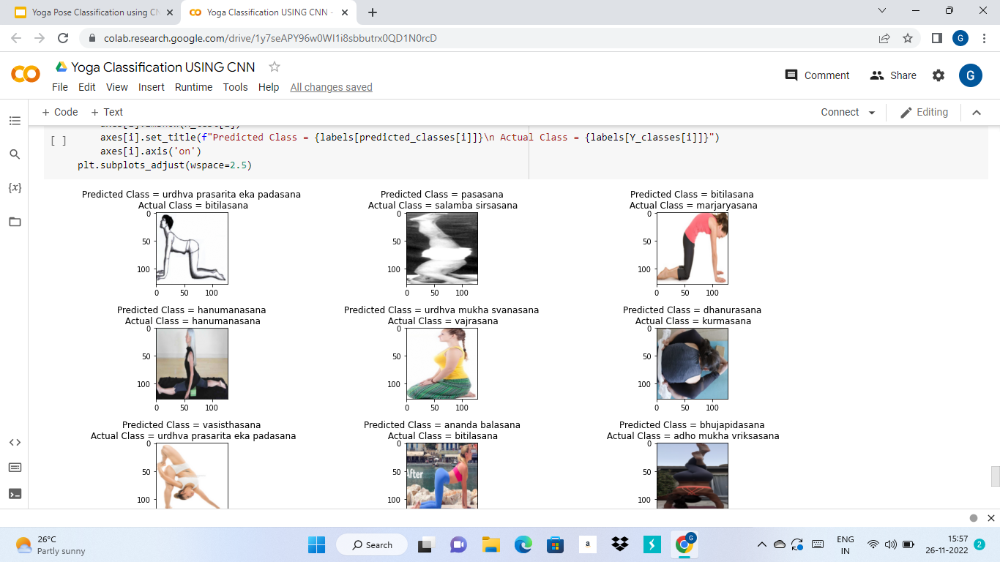 Yoga Pose Classification using CN
Yoga Classification USING CNN -
colab.research.google.com/drive/1y7seAPY96w0WI1i8sbbutrx0QD1N0rcD
G
Yoga Classification USING CNN
File Edit View Insert Runtime Tools Help All changes saved
Comment Share G
+ Code + Text
Connect Editing
{x}
[ ]
axes[i].set_title(f"Predicted Class = {labels[predicted_classes[i]]}\n Actual Class = {labels[Y_classes[i]]}")
axes[i].axis('on')
plt.subplots_adjust(wspace=2.5)
Predicted Class = urdhva prasarita eka padasana
Actual Class = bitilasana
0
50
100
0 50 100
Predicted Class = pasasana
Actual Class = salamba sirsasana
0
50
100
0 50 100
Predicted Class = bitilasana
Actual Class = marjaryasana
0
50
100
0 50 100
Predicted Class = hanumanasana
Actual Class = hanumanasana
0
50
100
0 50 100
Predicted Class = urdhva mukha svanasana
Actual Class = vajrasana
0
50
100
0 50 100
Predicted Class = dhanurasana
Actual Class = kurmasana
0
50
100
0 50 100
Predicted Class = vasisthasana
Actual Class = urdhva prasarita eka padasana
0
50
100
Predicted Class = ananda balasana
Actual Class = bitilasana
0
50
100
After
Predicted Class = bhujapidasana
Actual Class = adho mukha vriksasana
0
50
100
26°C
Partly sunny
Search
a
G
ENG
IN
15:57
26-11-2022
2